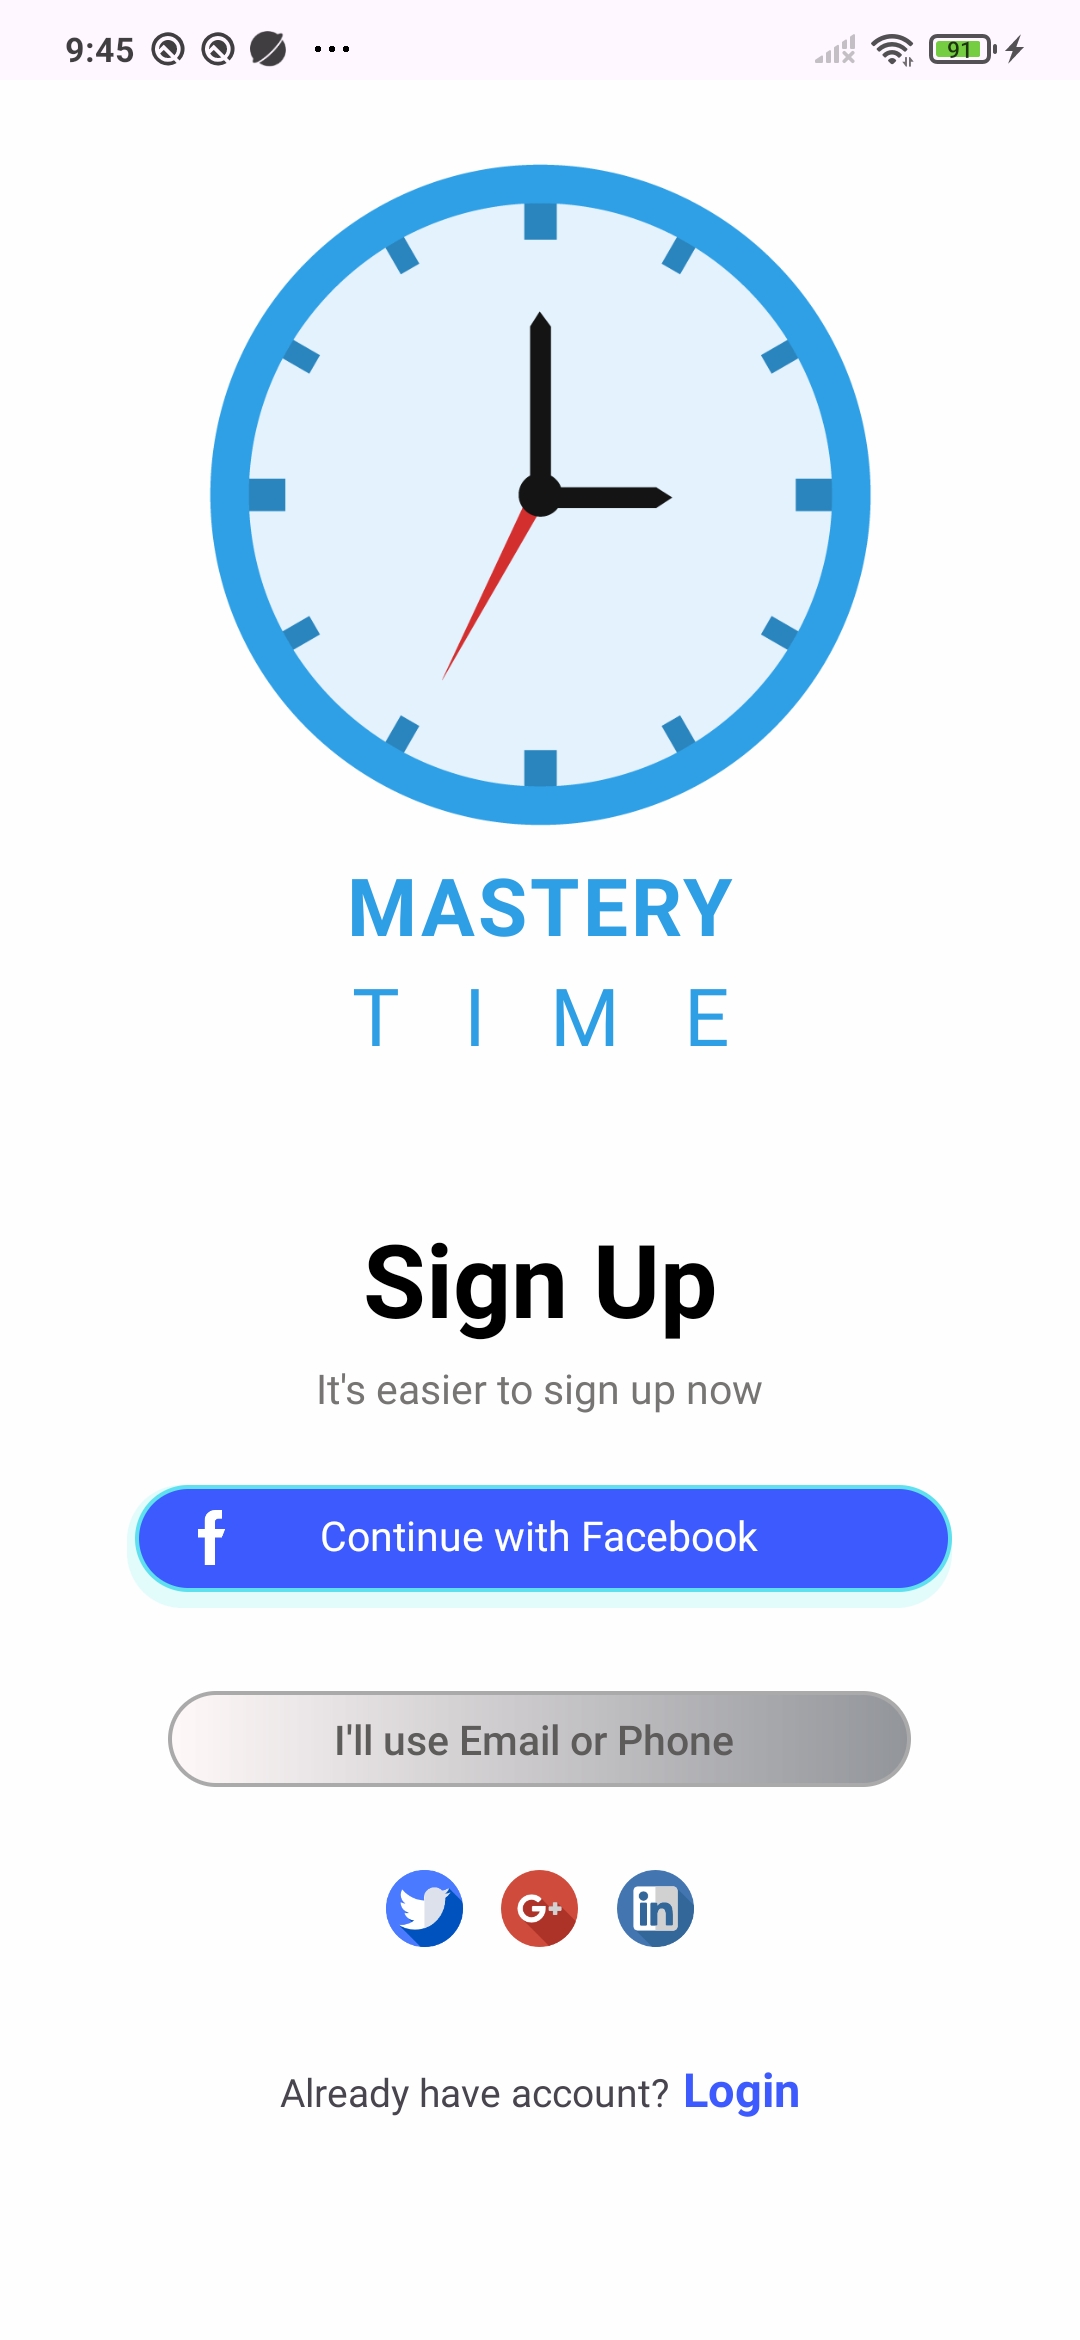 9:45
91
MASTERY
T I M E
Sign Up
It's easier to sign up now
f Continue with Facebook
I'll use Email or Phone
G+ in
Already have account? Login